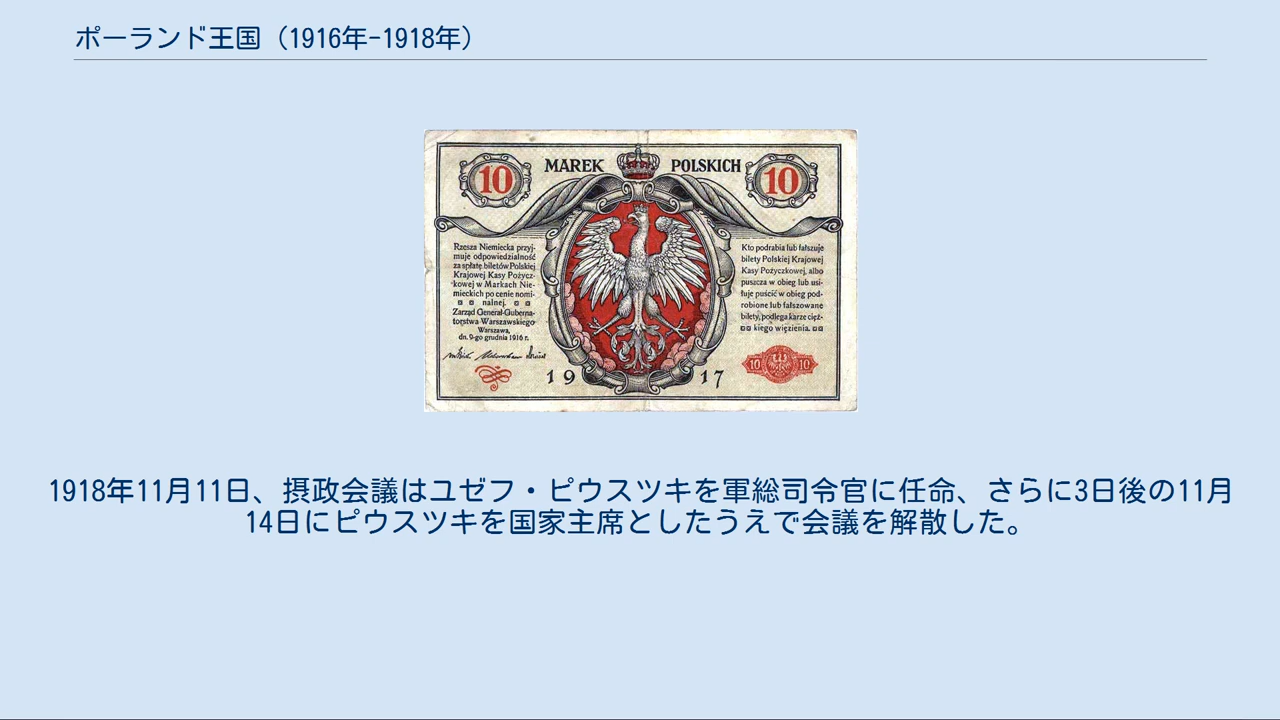 ポーランド王国（1916年-1918年）
10 MAREK POLSKICH 10
Rzesza Niemiecka przyj-
muje odpowiedzialność
za spłatę biletów Polskiej
Krajowej Kasy Pożycz-
kowej w Markach Nie-
mieckich po cenie nomi-
nalnej.
Zarząd Generał-Guberna-
torstwa Warszawskiego
Warszawa,
dn. 9-go grudnia 1916 r.
Kto podrabia lub fałszuje
bilety Polskiej Krajowej
Kasy Pożyczkowej, albo
puszcza w obieg lub usi-
łuje puścić w obieg pod-
robione lub fałszowane
bilety, podlega karze cięż-
kiego więzienia.
10 10
19 17
1918年11月11日、摂政会議はユゼフ・ピウスツキを軍総司令官に任命、さらに3日後の11月
14日にピウスツキを国家主席としたうえで会議を解散した。